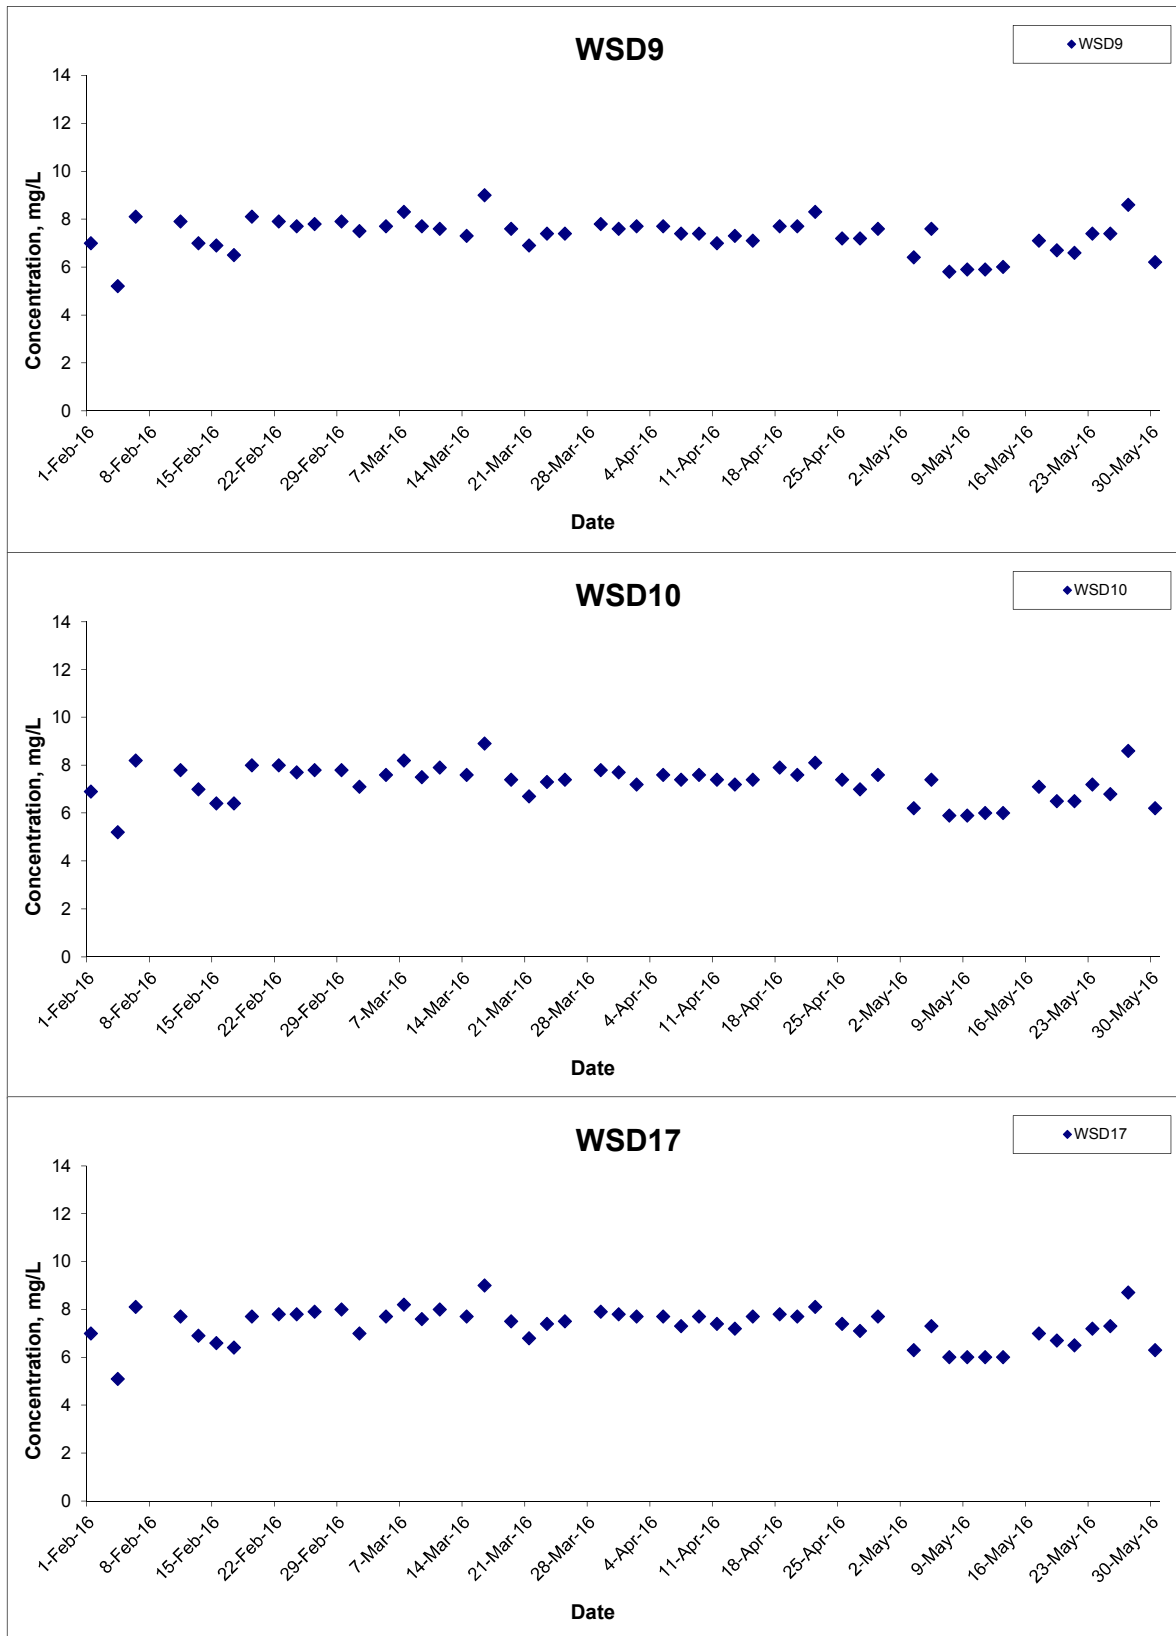 WSD9
WSD9
14
12
10
8
6
4
2
0
Concentration, mg/L
1-Feb-16
8-Feb-16
15-Feb-16
22-Feb-16
29-Feb-16
7-Mar-16
14-Mar-16
21-Mar-16
28-Mar-16
4-Apr-16
11-Apr-16
18-Apr-16
25-Apr-16
2-May-16
9-May-16
16-May-16
23-May-16
30-May-16
Date
WSD10
WSD10
14
12
10
8
6
4
2
0
Concentration, mg/L
1-Feb-16
8-Feb-16
15-Feb-16
22-Feb-16
29-Feb-16
7-Mar-16
14-Mar-16
21-Mar-16
28-Mar-16
4-Apr-16
11-Apr-16
18-Apr-16
25-Apr-16
2-May-16
9-May-16
16-May-16
23-May-16
30-May-16
Date
WSD17
WSD17
14
12
10
8
6
4
2
0
Concentration, mg/L
1-Feb-16
8-Feb-16
15-Feb-16
22-Feb-16
29-Feb-16
7-Mar-16
14-Mar-16
21-Mar-16
28-Mar-16
4-Apr-16
11-Apr-16
18-Apr-16
25-Apr-16
2-May-16
9-May-16
16-May-16
23-May-16
30-May-16
Date